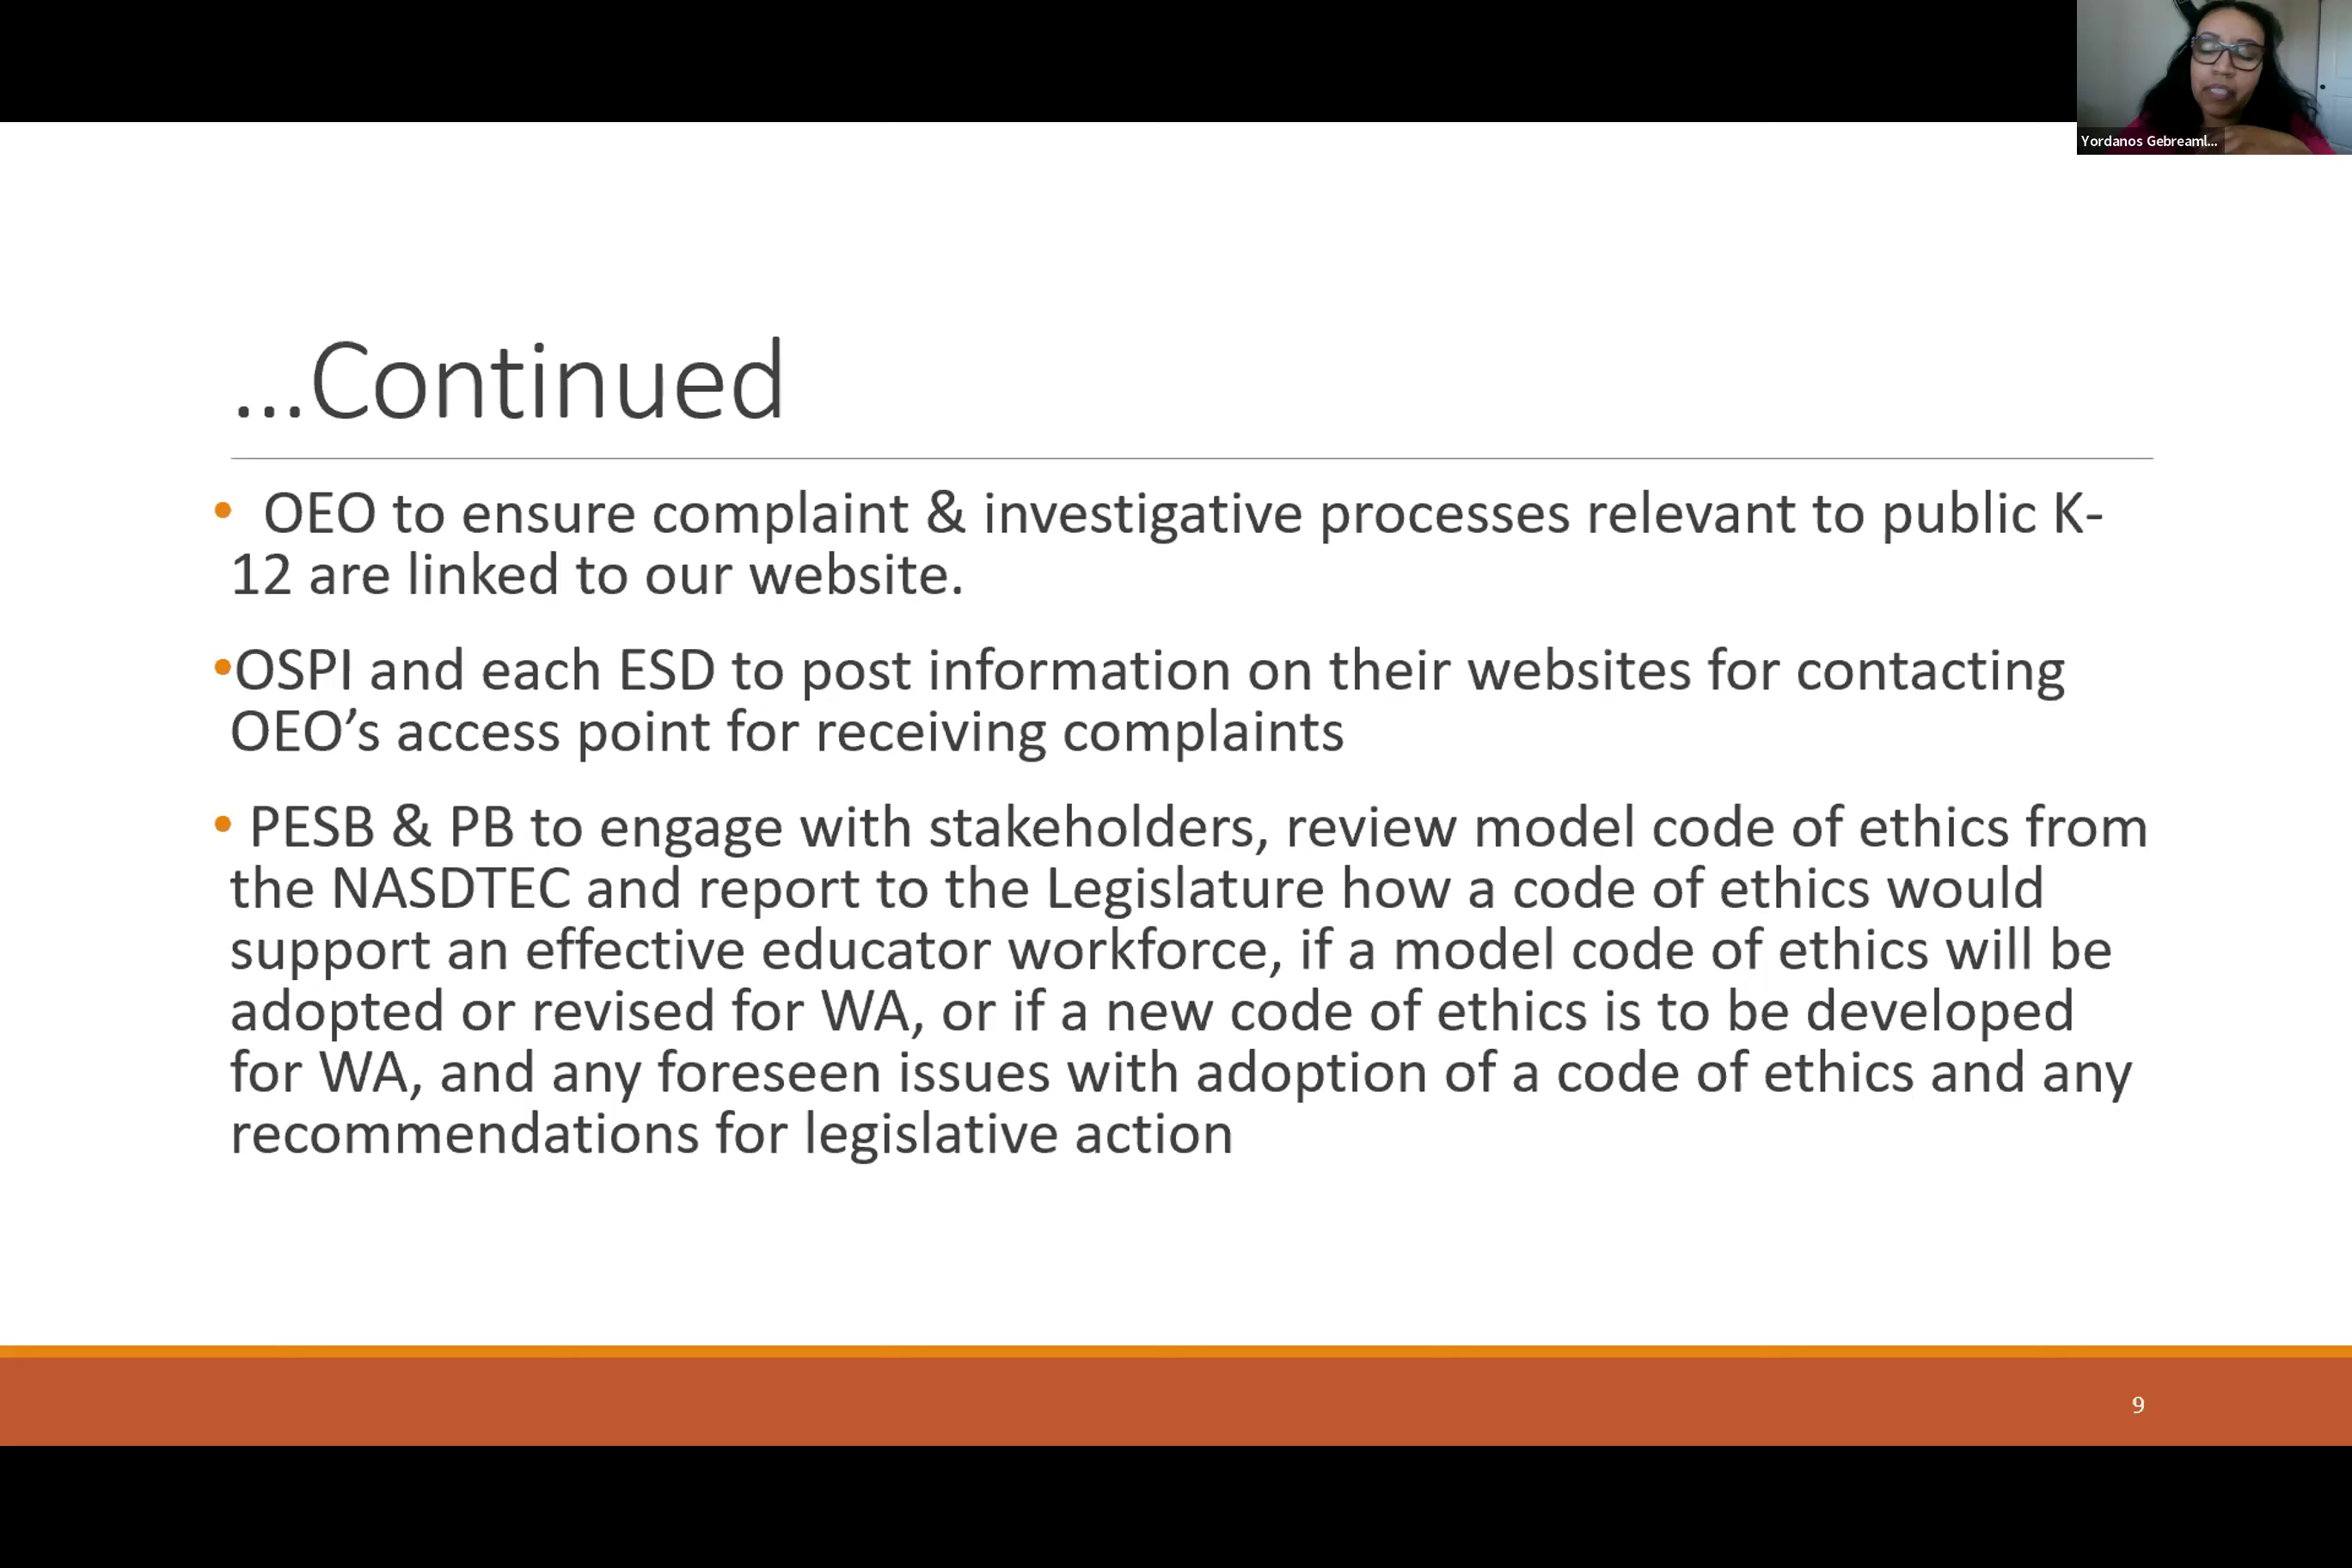 Yordanos Gebreaml...
...Continued
• OEO to ensure complaint & investigative processes relevant to public K-
12 are linked to our website.
•OSPI and each ESD to post information on their websites for contacting
OEO’s access point for receiving complaints
• PESB & PB to engage with stakeholders, review model code of ethics from
the NASDTEC and report to the Legislature how a code of ethics would
support an effective educator workforce, if a model code of ethics will be
adopted or revised for WA, or if a new code of ethics is to be developed
for WA, and any foreseen issues with adoption of a code of ethics and any
recommendations for legislative action
9